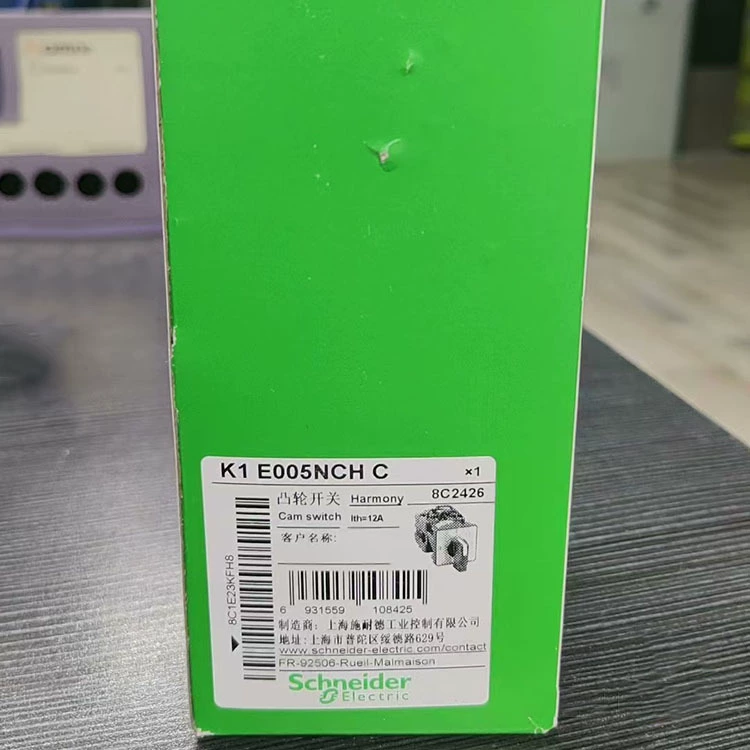 K1 E005NCH C ×1
凸轮开关 Harmony 8C2426
Cam switch Ith=12A
客户名称:
8C1E23KFH8
6 931559 108425
制造商: 上海施耐德工业控制有限公司
地址:上海市普陀区绥德路629号
www.schneider-electric.com/contact
FR-92506-Rueil-Malmaison
Schneider
Electric